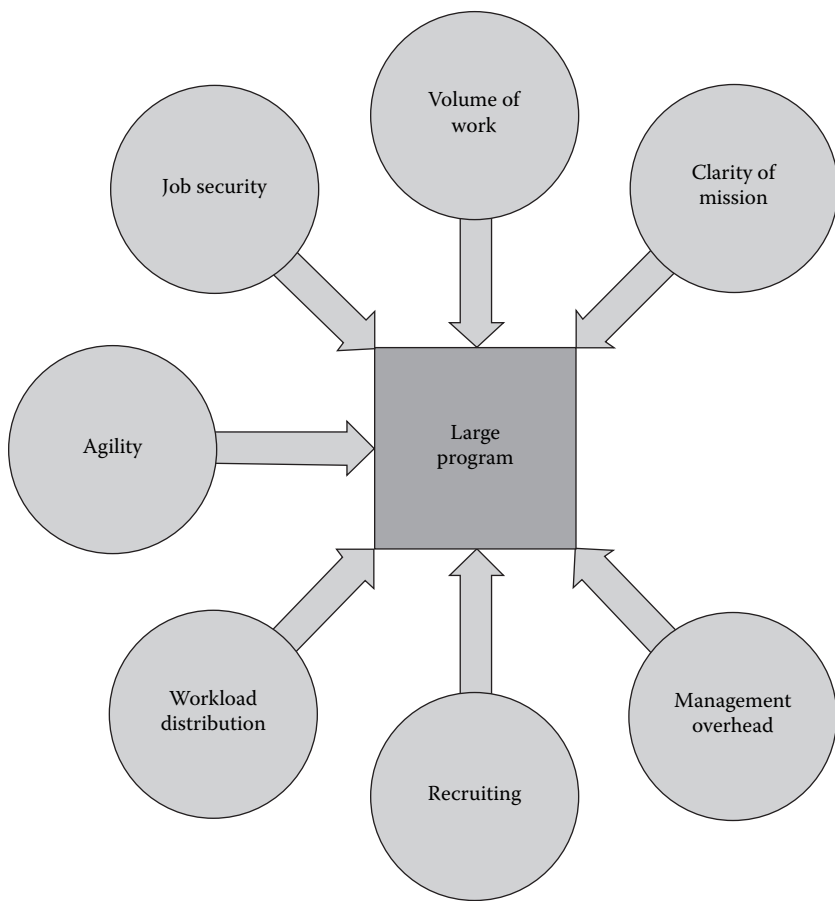 Volume of
work
Job security
Clarity of
mission
Agility
Large
program
Workload
distribution
Recruiting
Management
overhead